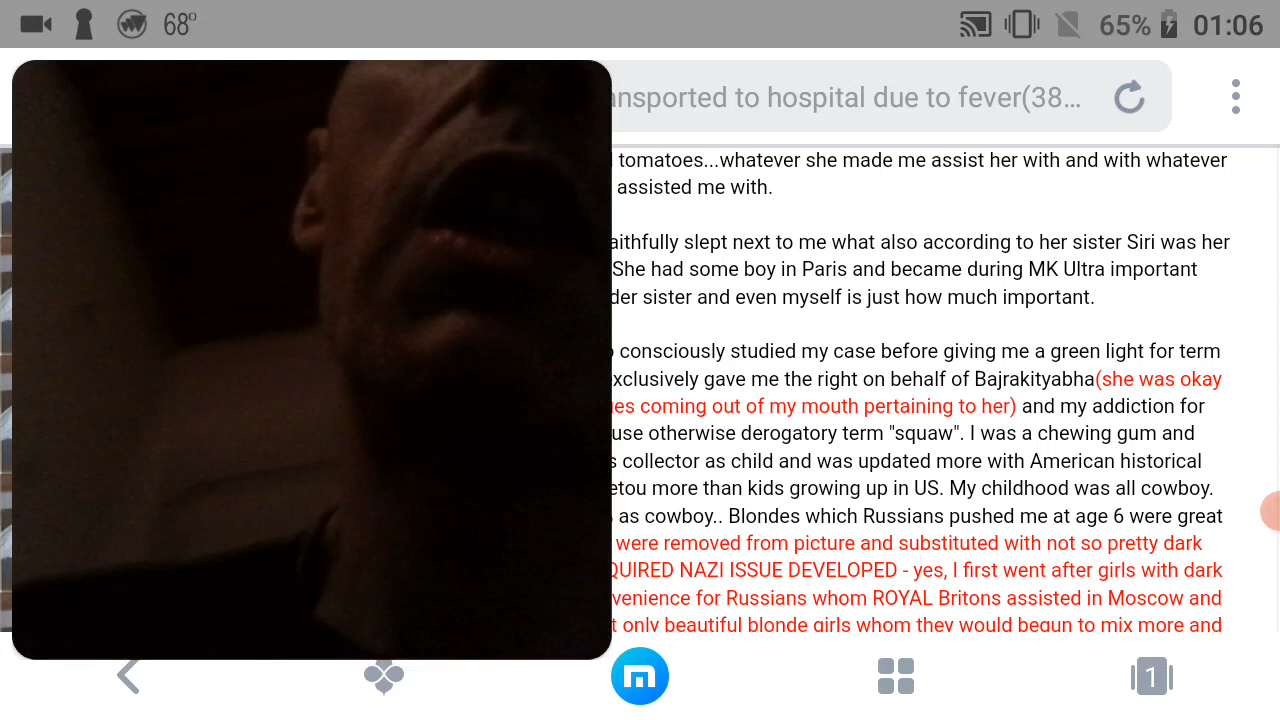 68°
65% 01:06
ansported to hospital due to fever(38...
tomatoes...whatever she made me assist her with and with whatever
assisted me with.
aithfully slept next to me what also according to her sister Siri was her
She had some boy in Paris and became during MK Ultra important
der sister and even myself is just how much important.
consciously studied my case before giving me a green light for term
exclusively gave me the right on behalf of Bajrakityabha(she was okay
ues coming out of my mouth pertaining to her) and my addiction for
use otherwise derogatory term "squaw". I was a chewing gum and
s collector as child and was updated more with American historical
etou more than kids growing up in US. My childhood was all cowboy.
as cowboy.. Blondes which Russians pushed me at age 6 were great
were removed from picture and substituted with not so pretty dark
QUIRED NAZI ISSUE DEVELOPED - yes, I first went after girls with dark
venience for Russians whom ROYAL Britons assisted in Moscow and
t only beautiful blonde girls whom they would begun to mix more and
1